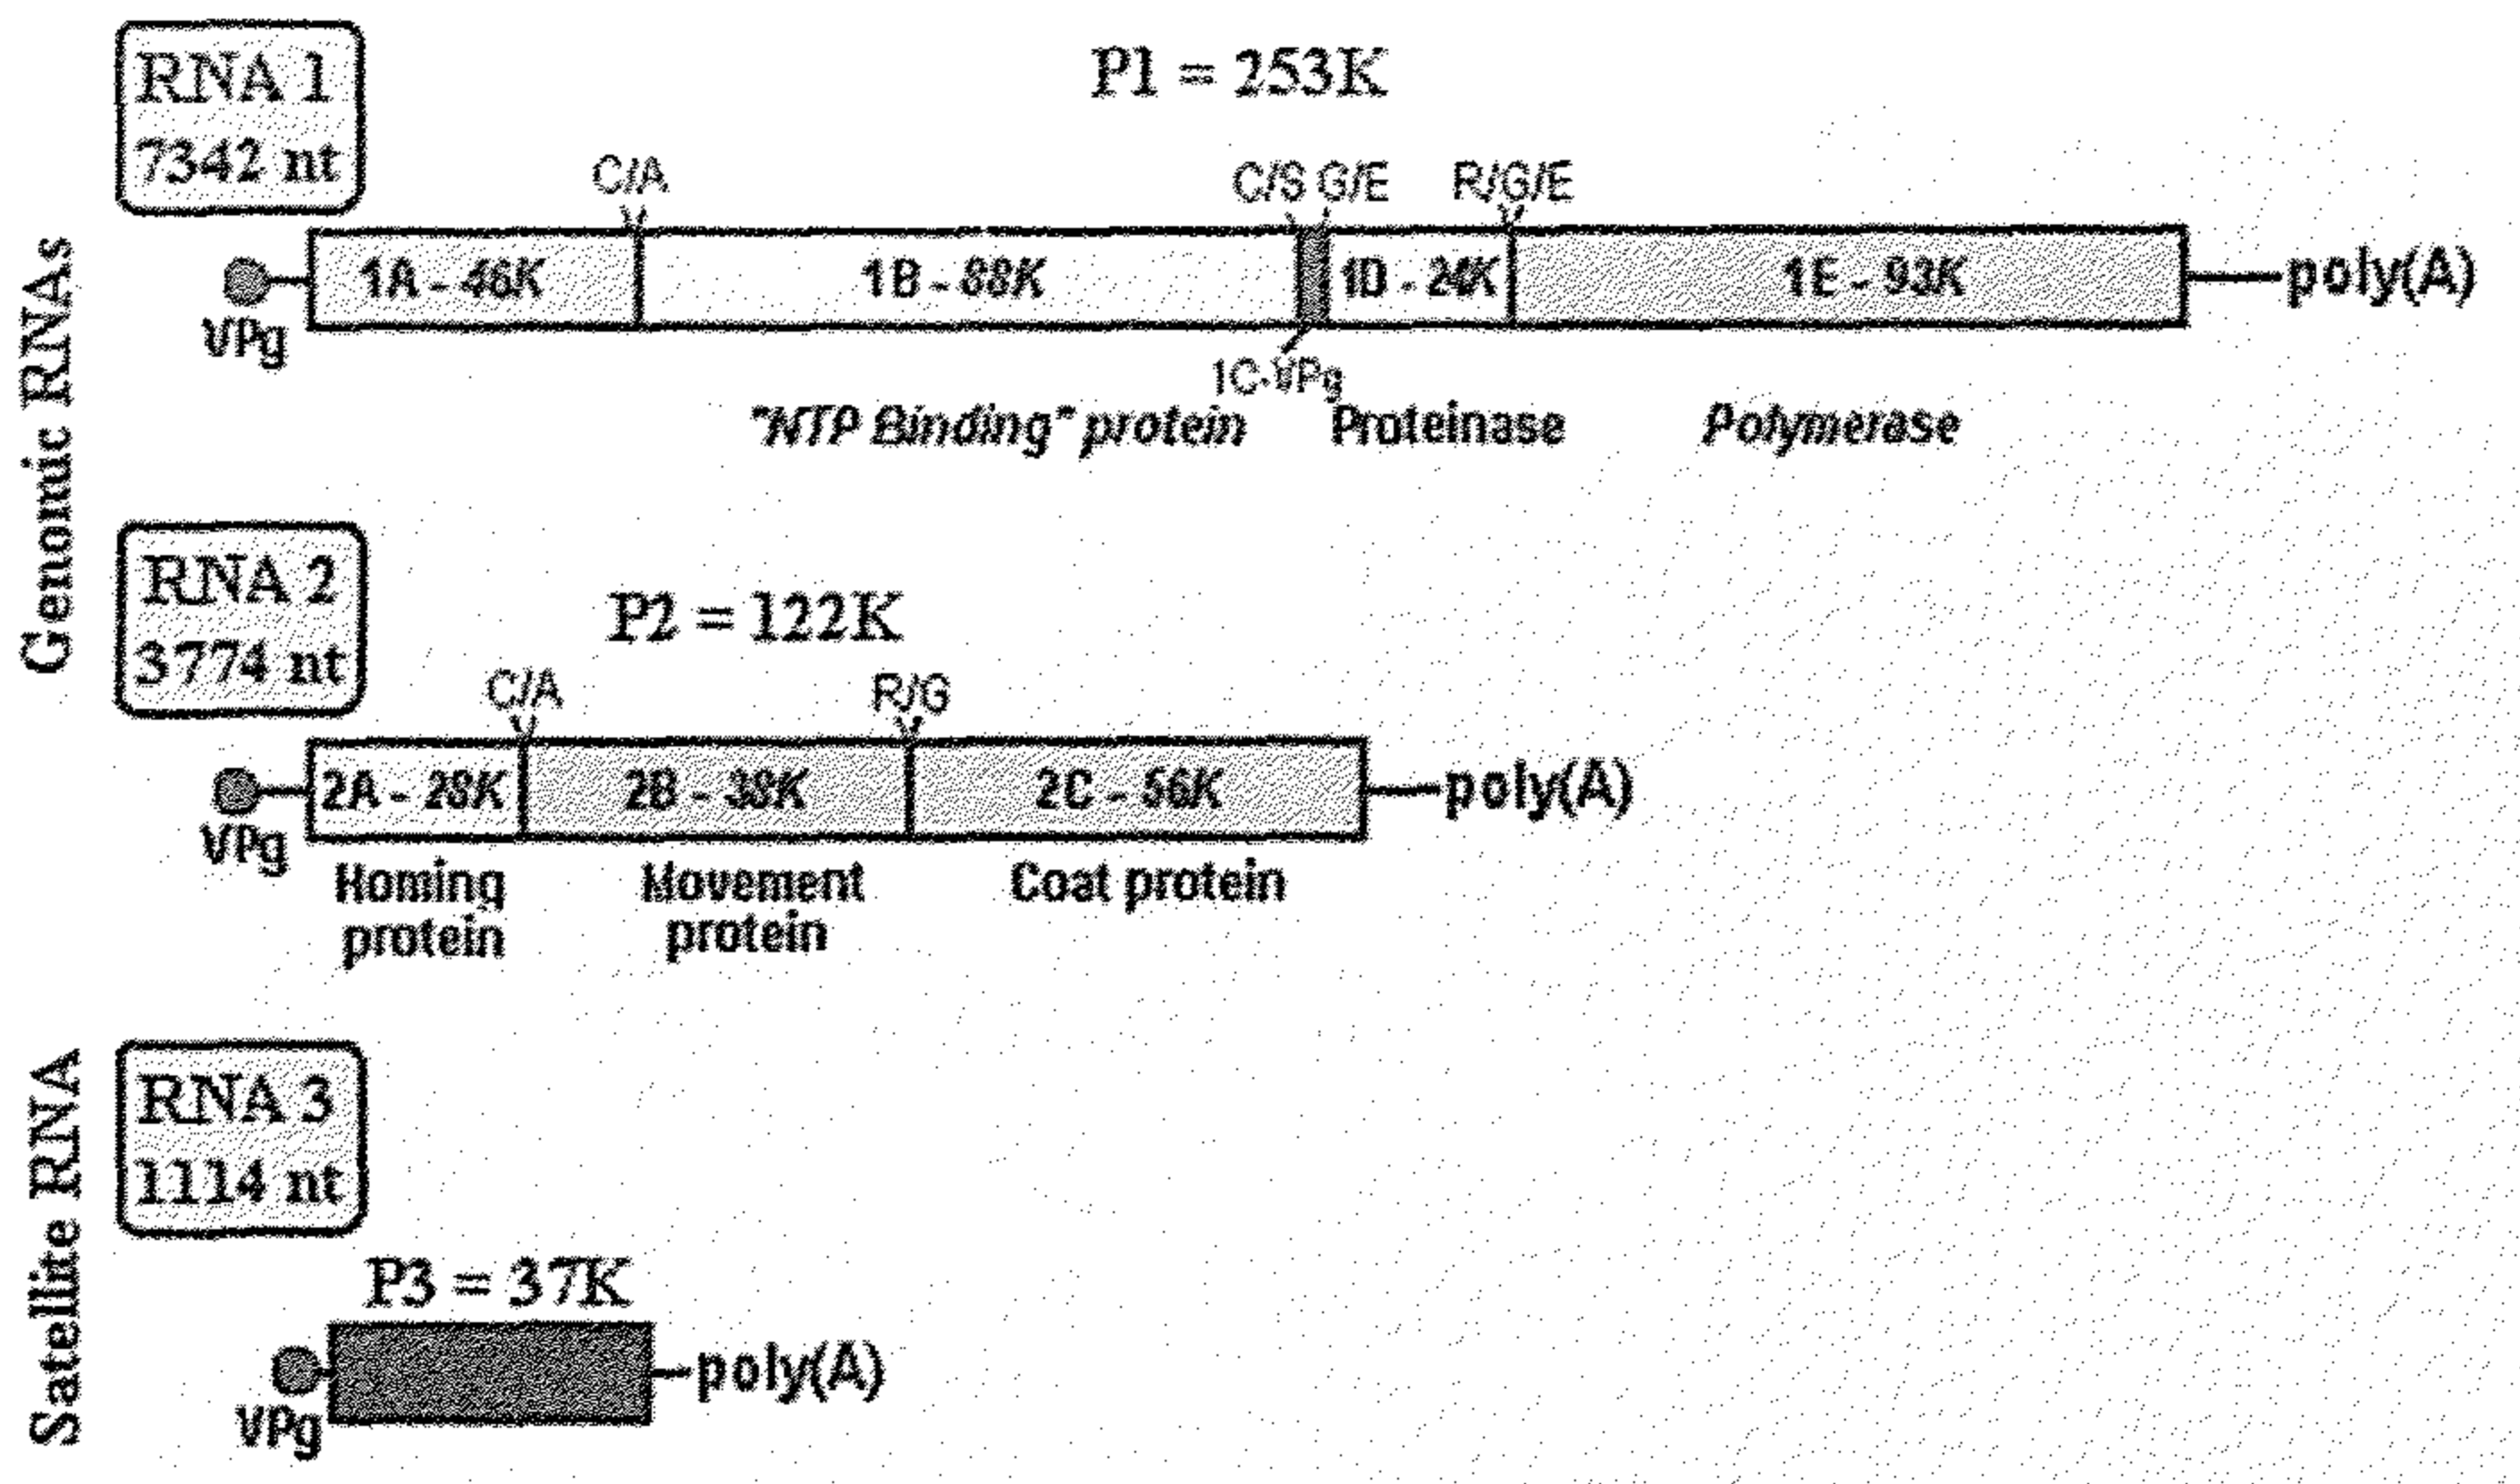 Genomic RNAs
RNA 1
7342 nt
P1 = 253K
C/A
C/S G/E
R/G/E
VPg
1A - 46K
1B - 88K
1D - 24K
1E - 93K
poly(A)
1C-VPg
"NTP Binding" protein
Proteinase
Polymerase
RNA 2
3774 nt
P2 = 122K
C/A
R/G
VPg
2A - 28K
2B - 38K
2C - 56K
poly(A)
Homing
protein
Movement
protein
Coat protein
Satellite RNA
RNA 3
1114 nt
P3 = 37K
VPg
poly(A)